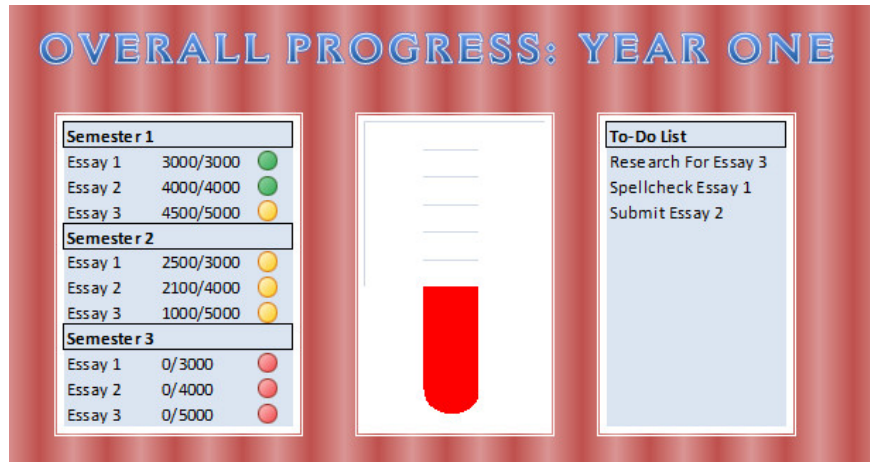 OVERALL PROGRESS: YEAR ONE
Semester 1
Essay 1 3000/3000
Essay 2 4000/4000
Essay 3 4500/5000
Semester 2
Essay 1 2500/3000
Essay 2 2100/4000
Essay 3 1000/5000
Semester 3
Essay 1 0/3000
Essay 2 0/4000
Essay 3 0/5000
To-Do List
Research For Essay 3
Spellcheck Essay 1
Submit Essay 2